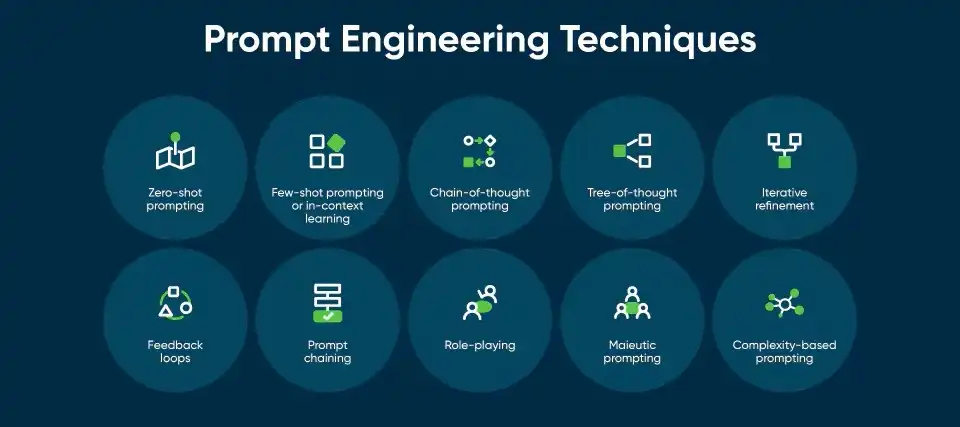 Prompt Engineering Techniques
Zero-shot
prompting
Few-shot prompting
or in-context
learning
Chain-of-thought
prompting
Tree-of-thought
prompting
Iterative
refinement
Feedback
loops
Prompt
chaining
Role-playing
Maieutic
prompting
Complexity-based
prompting